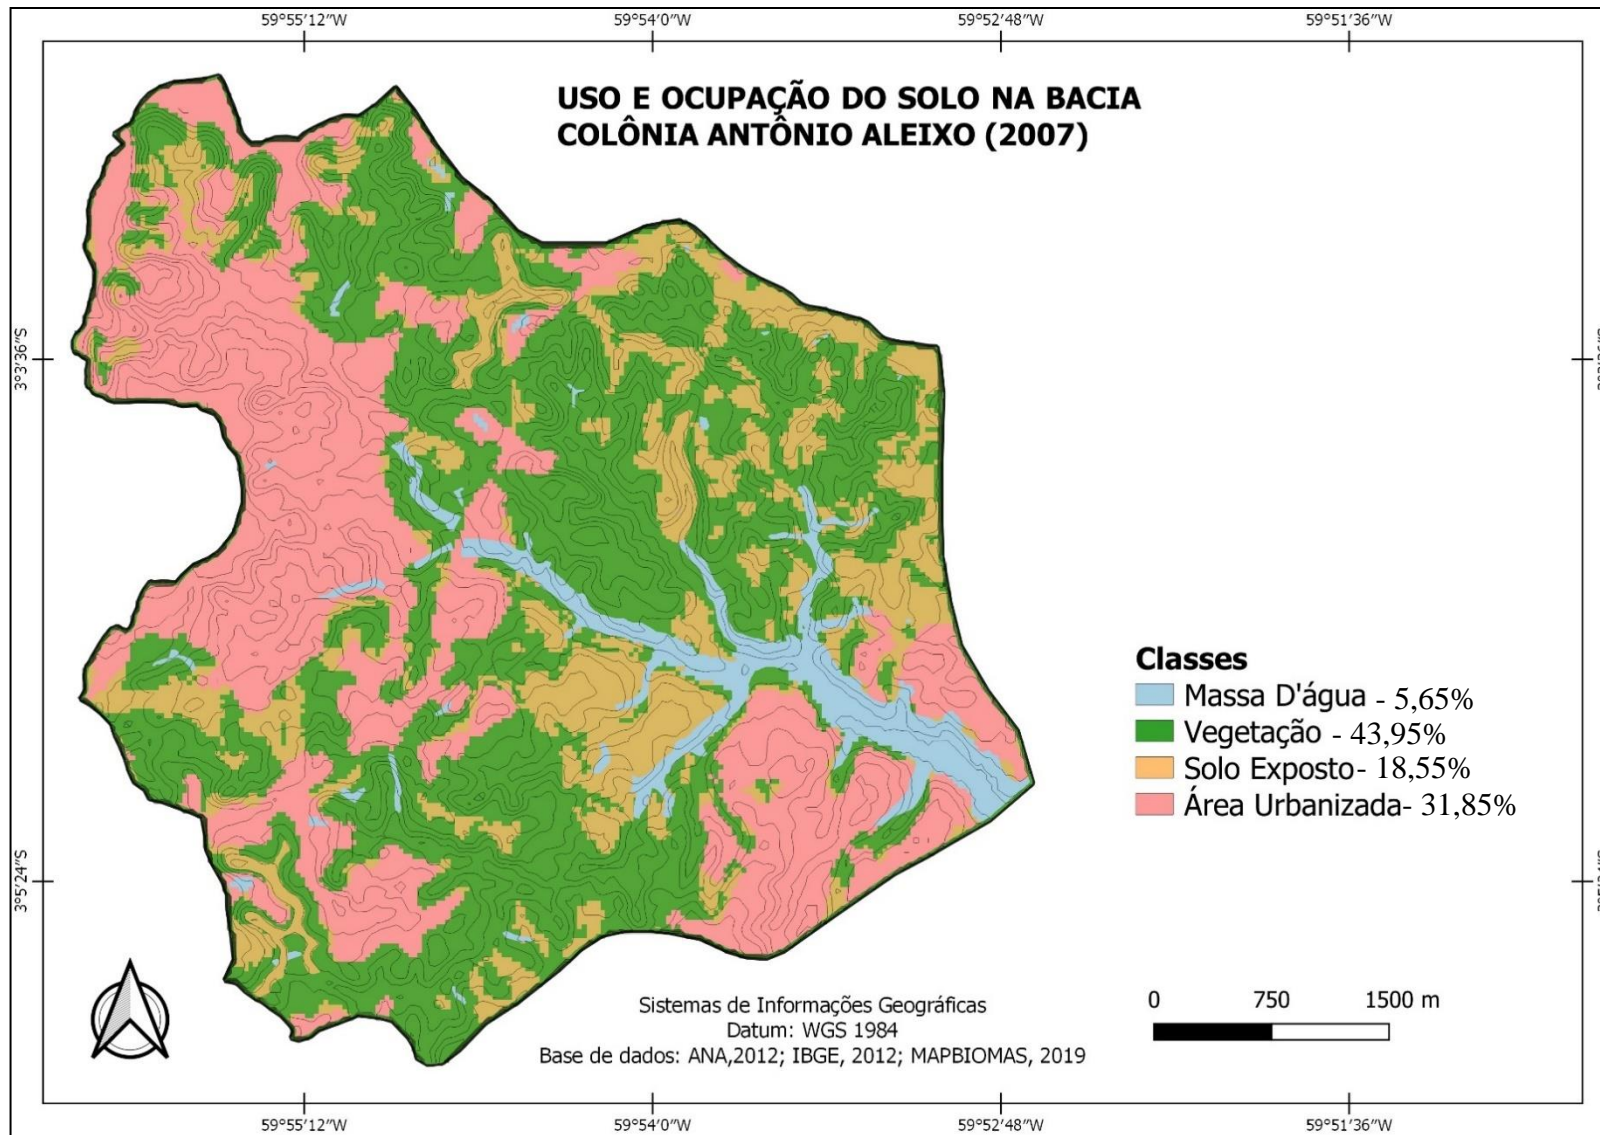 59°55'12"W
59°54'0"W
59°52'48"W
59°51'36"W
USO E OCUPAÇÃO DO SOLO NA BACIA
COLÔNIA ANTÔNIO ALEIXO (2007)
3°3'36"S
Classes
Massa D'água - 5,65%
Vegetação - 43,95%
Solo Exposto- 18,55%
Área Urbanizada- 31,85%
3°5'24"S
0 750 1500 m
Sistemas de Informações Geográficas
Datum: WGS 1984
Base de dados: ANA,2012; IBGE, 2012; MAPBIOMAS, 2019
59°55'12"W
59°54'0"W
59°52'48"W
59°51'36"W